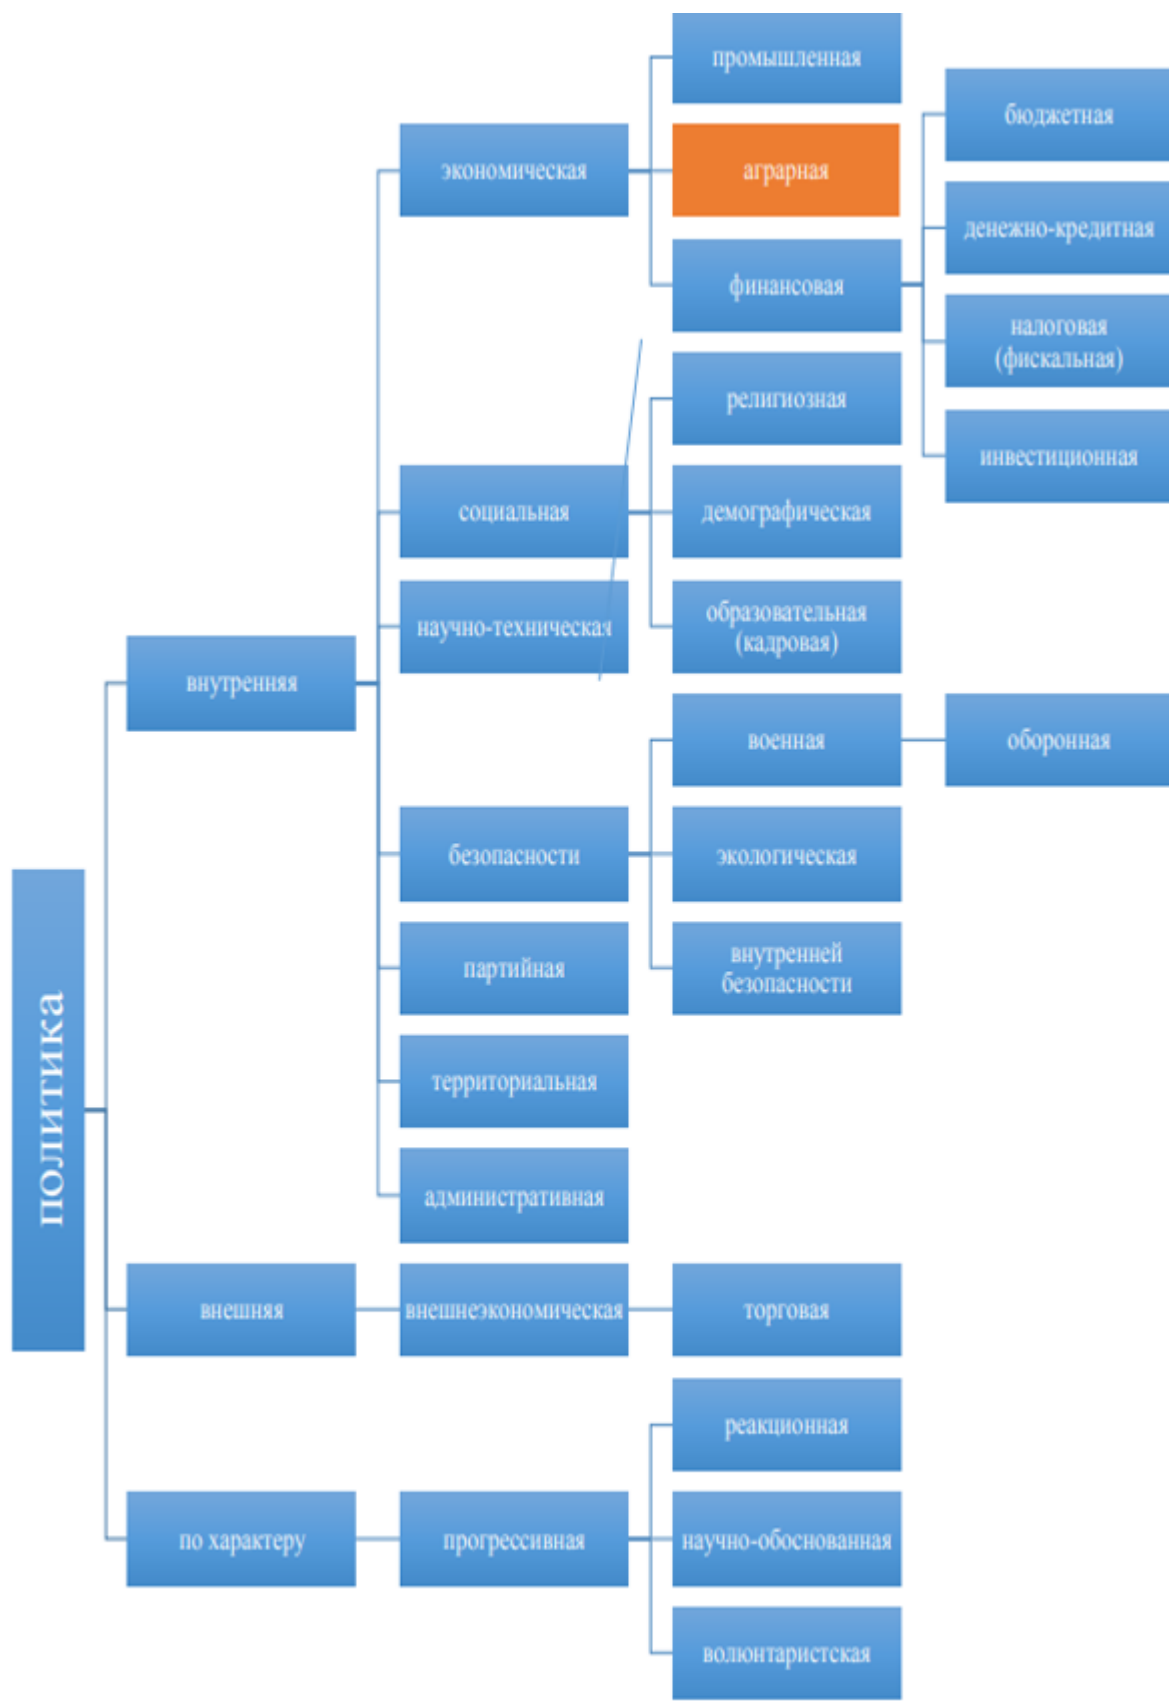 политика
внутренняя
экономическая
промышленная
аграрная
финансовая
бюджетная
денежно-кредитная
налоговая
(фискальная)
инвестиционная
социальная
религиозная
демографическая
образовательная
(кадровая)
научно-техническая
безопасности
военная
оборонная
экологическая
внутренней
безопасности
партийная
территориальная
административная
внешняя
внешнеэкономическая
торговая
по характеру
прогрессивная
реакционная
научно-обоснованная
волюнтаристская